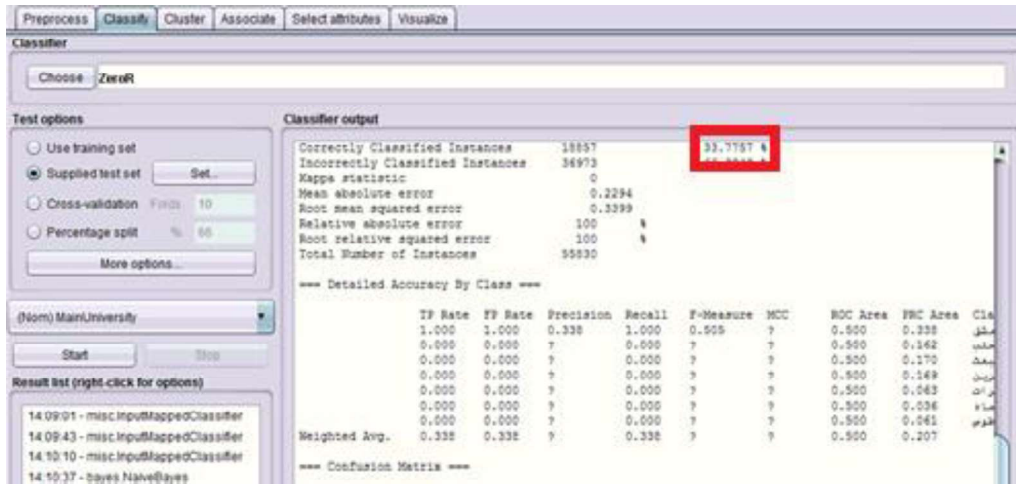 Preprocess Classify Cluster Associate Select attributes Visualize
Classifier
Choose ZeroR
Test options
Use training set
Supplied test set Set...
Cross-validation Folds 10
Percentage split % 66
More options...
(Nom) MainUniversity
Start Stop
Result list (right-click for options)
14:09:01 - misc.InputMappedClassifier
14:09:43 - misc.InputMappedClassifier
14:10:10 - misc.InputMappedClassifier
14:10:37 - bayes.NaiveBayes
Classifier output
Correctly Classified Instances 18857 33.7757 %
Incorrectly Classified Instances 36973
Kappa statistic 0
Mean absolute error 0.2294
Root mean squared error 0.3399
Relative absolute error 100 %
Root relative squared error 100 %
Total Number of Instances 55830
=== Detailed Accuracy By Class ===
TP Rate FP Rate Precision Recall F-Measure MCC ROC Area PRC Area Cla
1.000 1.000 0.338 1.000 0.505 ? 0.500 0.338
0.000 0.000 ? 0.000 ? ? 0.500 0.162
0.000 0.000 ? 0.000 ? ? 0.500 0.170
0.000 0.000 ? 0.000 ? ? 0.500 0.169
0.000 0.000 ? 0.000 ? ? 0.500 0.063
0.000 0.000 ? 0.000 ? ? 0.500 0.036
0.000 0.000 ? 0.000 ? ? 0.500 0.061
Weighted Avg. 0.338 0.338 ? 0.338 ? ? 0.500 0.207
=== Confusion Matrix ===